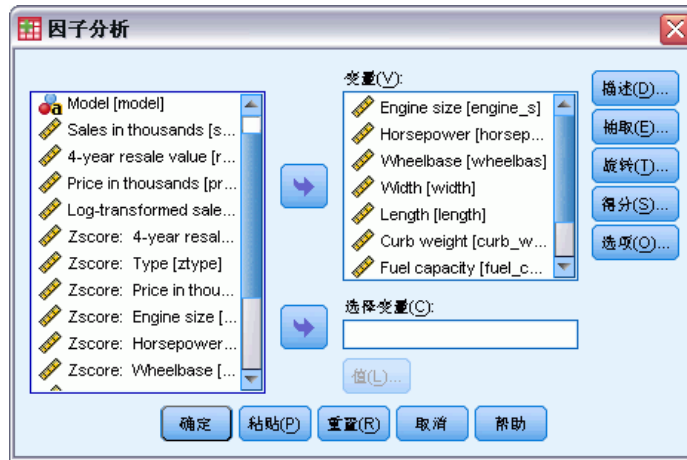 因子分析
Model [model]
Sales in thousands [s...
4-year resale value [r...
Price in thousands [pr...
Log-transformed sale...
Zscore: 4-year resal...
Zscore: Type [ztype]
Zscore: Price in thou...
Zscore: Engine size [...
Zscore: Horsepower...
Zscore: Wheelbase [...
变量(V):
Engine size [engine_s]
Horsepower [horsep...
Wheelbase [wheelbas]
Width [width]
Length [length]
Curb weight [curb_w...
Fuel capacity [fuel_c...
选择变量(C):
值(L)...
描述(D)...
抽取(E)...
旋转(T)...
得分(S)...
选项(O)...
确定
粘贴(P)
重置(R)
取消
帮助